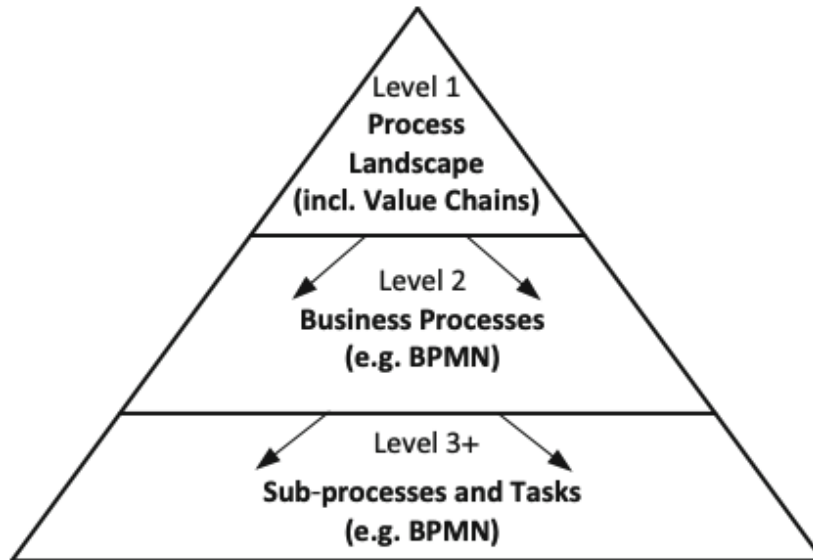 Level 1
Process
Landscape
(incl. Value Chains)
Level 2
Business Processes
(e.g. BPMN)
Level 3+
Sub-processes and Tasks
(e.g. BPMN)